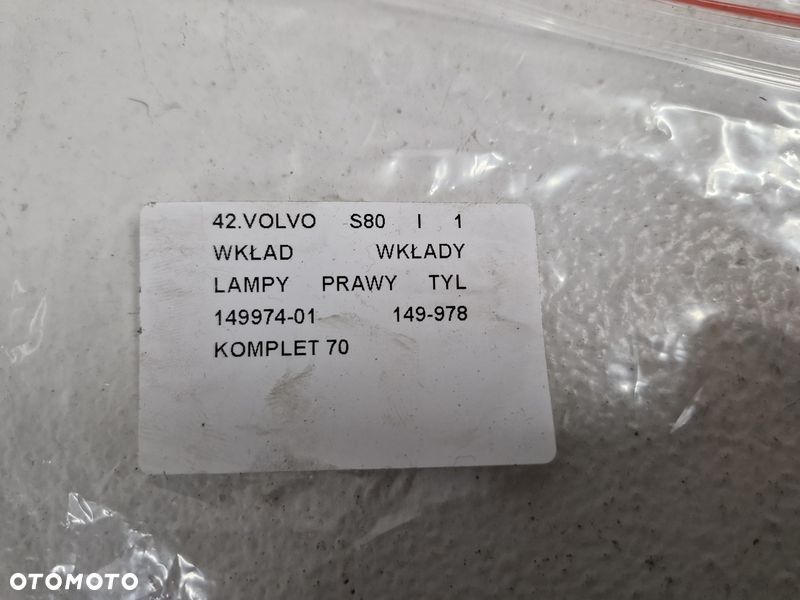 42.VOLVO S80 I 1
WKŁAD WKŁADY
LAMPY PRAWY TYL
149974-01 149-978
KOMPLET 70
OTOMOTO